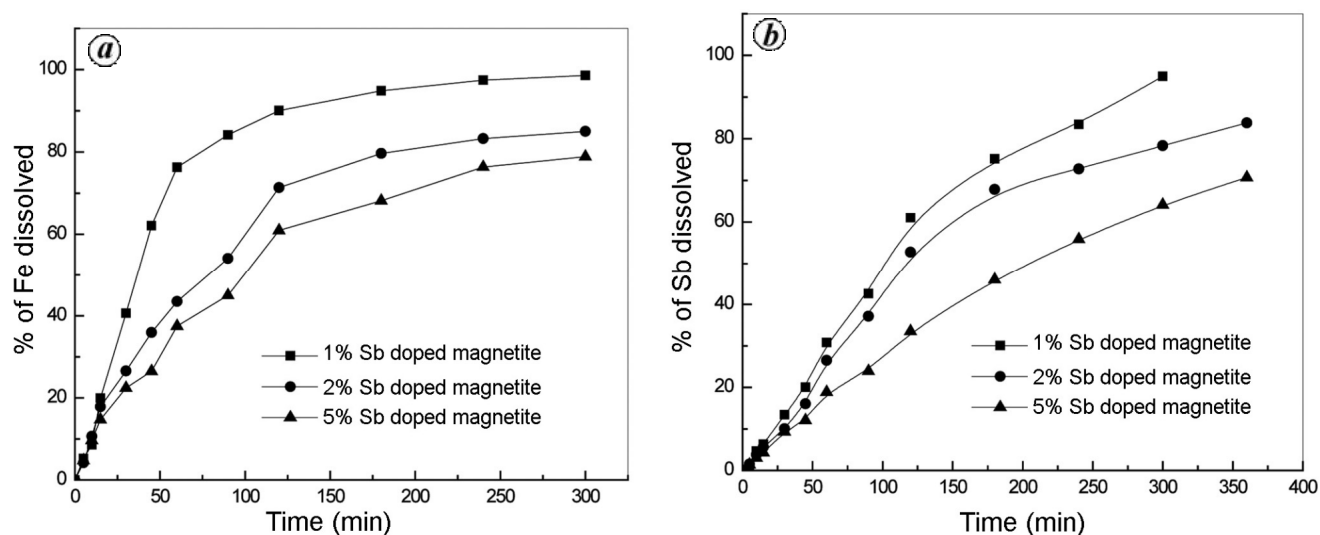 a
% of Fe dissolved
100
80
60
40
20
0
1% Sb doped magnetite
2% Sb doped magnetite
5% Sb doped magnetite
0 50 100 150 200 250 300
Time (min)
b
% of Sb dissolved
100
80
60
40
20
0
1% Sb doped magnetite
2% Sb doped magnetite
5% Sb doped magnetite
0 50 100 150 200 250 300 350 400
Time (min)